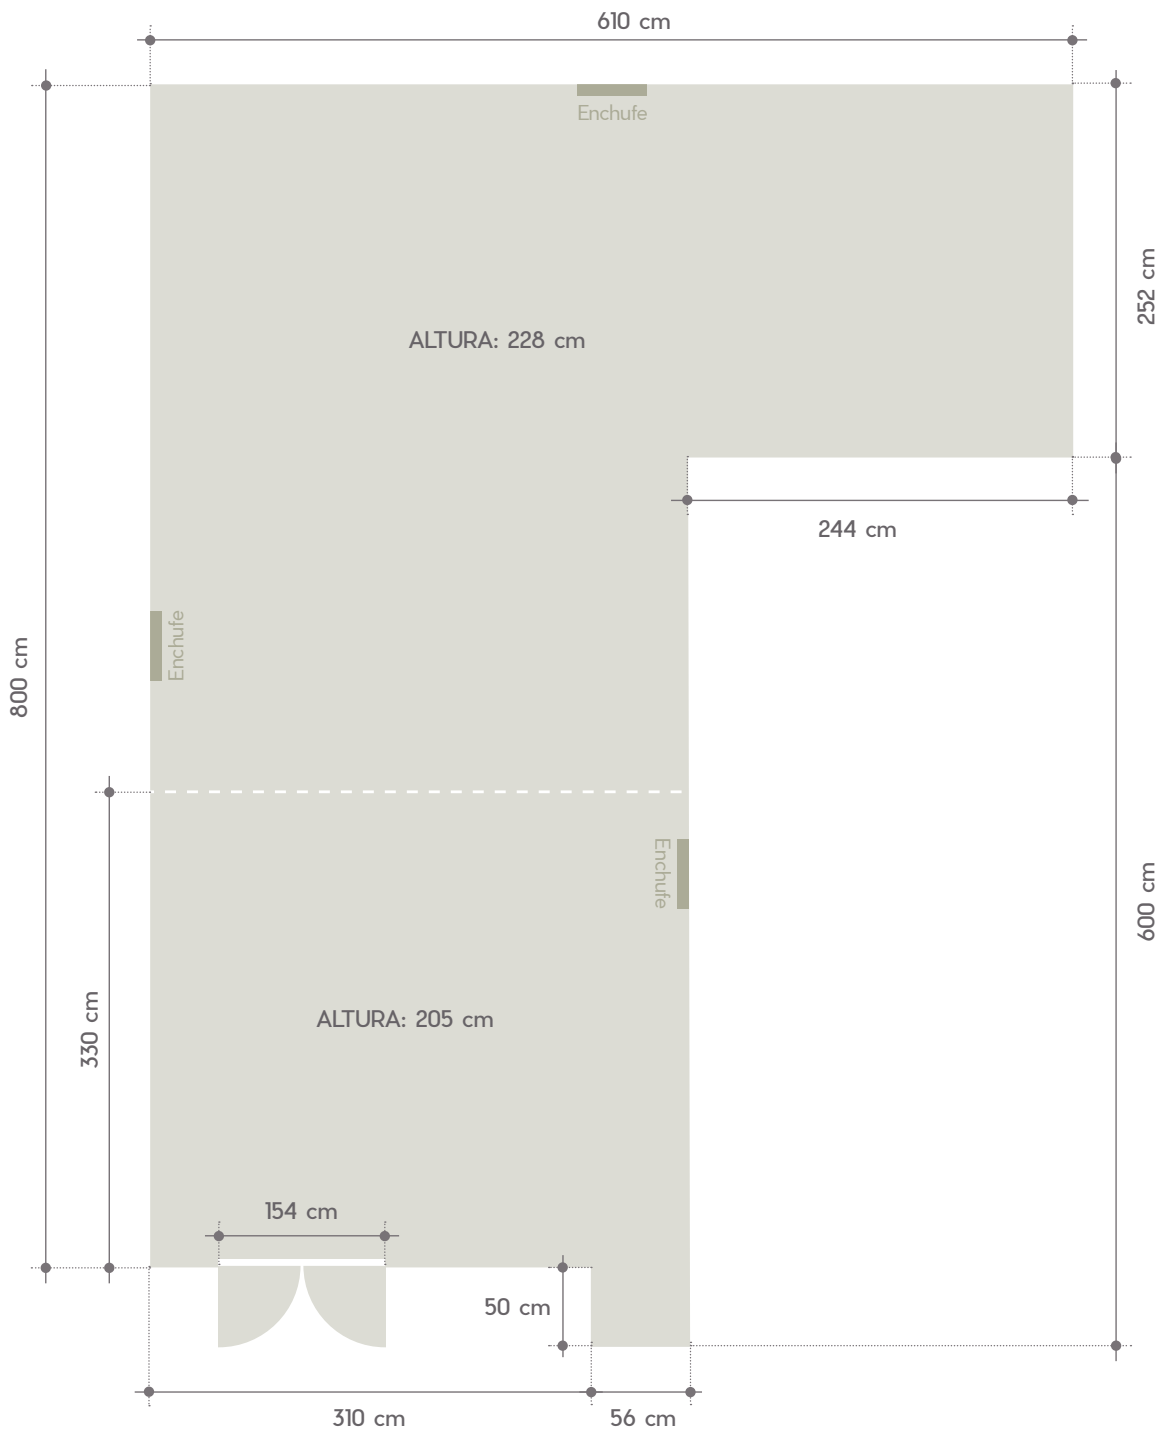 610 cm
Enchufe
252 cm
ALTURA: 228 cm
244 cm
Enchufe
800 cm
Enchufe
600 cm
330 cm
ALTURA: 205 cm
154 cm
50 cm
310 cm
56 cm